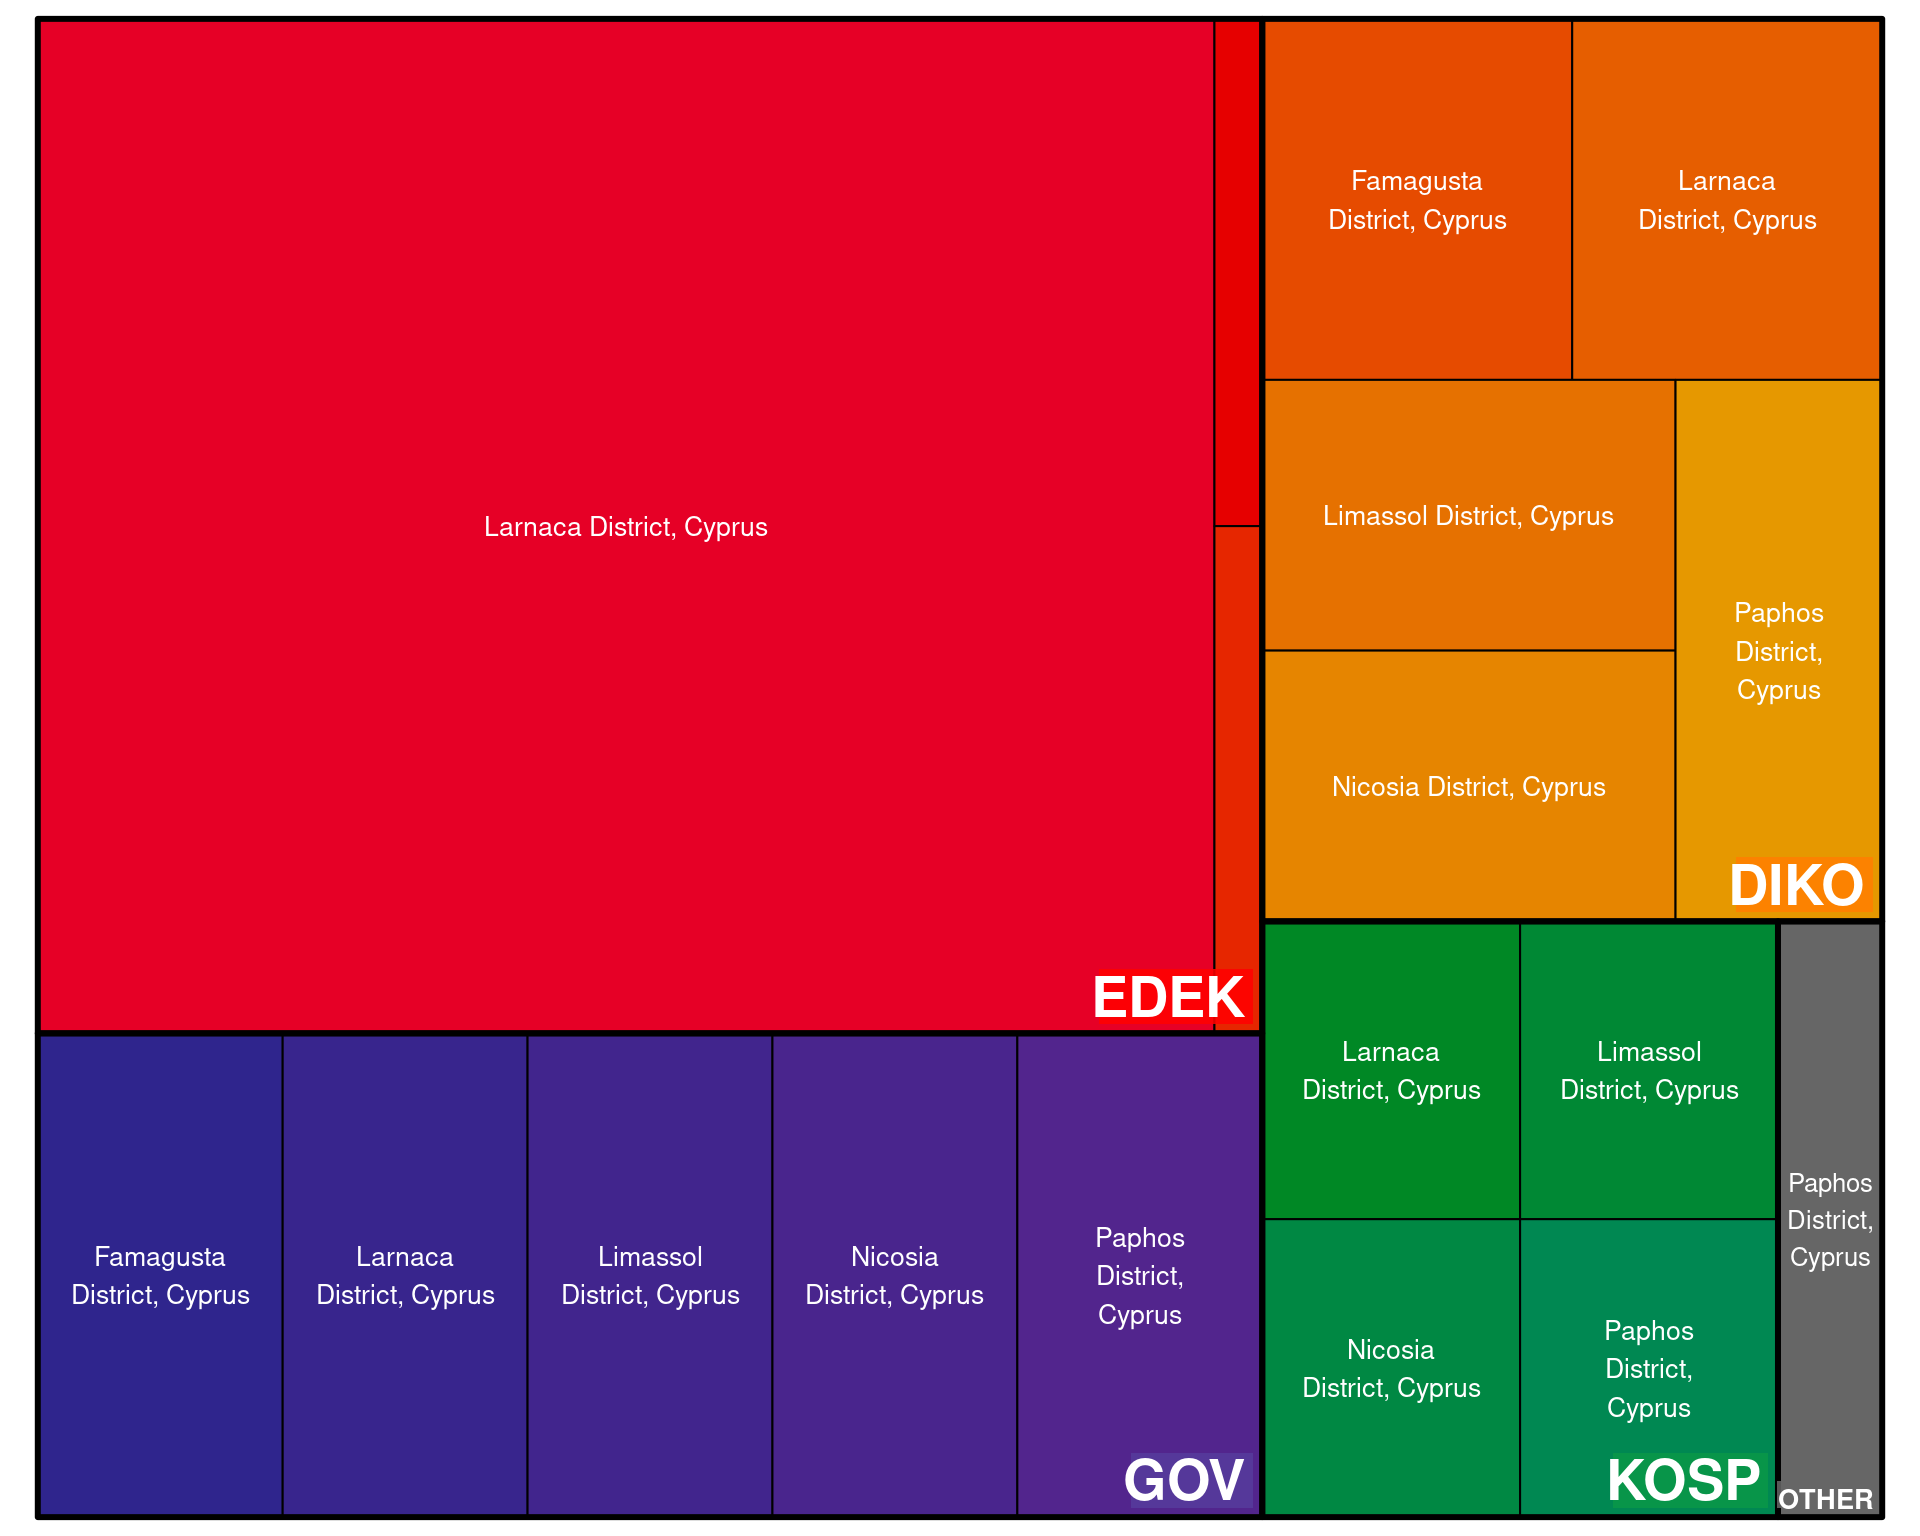 Larnaca District, Cyprus
EDEK
Famagusta
District, Cyprus
Larnaca
District, Cyprus
Limassol District, Cyprus
Nicosia District, Cyprus
Paphos
District,
Cyprus
DIKO
Famagusta
District, Cyprus
Larnaca
District, Cyprus
Limassol
District, Cyprus
Nicosia
District, Cyprus
Paphos
District,
Cyprus
GOV
Larnaca
District, Cyprus
Limassol
District, Cyprus
Nicosia
District, Cyprus
Paphos
District,
Cyprus
KOSP
Paphos
District,
Cyprus
OTHER